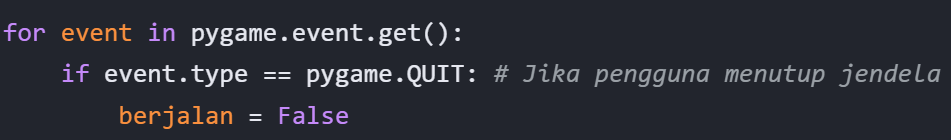 for event in pygame.event.get():
    if event.type == pygame.QUIT: # Jika pengguna menutup jendela
        berjalan = False